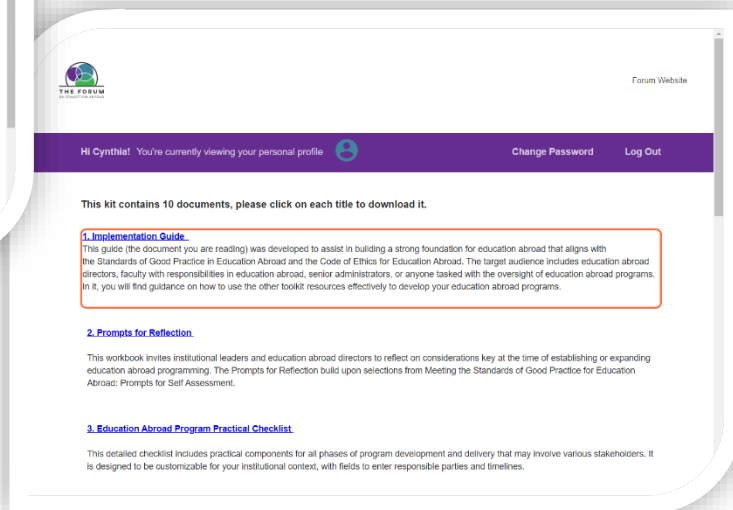 THE FORUM
ON EDUCATION ABROAD
Forum Website
Hi Cynthia! You're currently viewing your personal profile
Change Password
Log Out
This kit contains 10 documents, please click on each title to download it.
1. Implementation Guide
This guide (the document you are reading) was developed to assist in building a strong foundation for education abroad that aligns with
the Standards of Good Practice in Education Abroad and the Code of Ethics for Education Abroad. The target audience includes education abroad
directors, faculty with responsibilities in education abroad, senior administrators, or anyone tasked with the oversight of education abroad programs.
In it, you will find guidance on how to use the other toolkit resources effectively to develop your education abroad programs.
2. Prompts for Reflection
This workbook invites institutional leaders and education abroad directors to reflect on considerations key at the time of establishing or expanding
education abroad programming. The Prompts for Reflection build upon selections from Meeting the Standards of Good Practice for Education
Abroad: Prompts for Self Assessment.
3. Education Abroad Program Practical Checklist
This detailed checklist includes practical components for all phases of program development and delivery that may involve various stakeholders. It
is designed to be customizable for your institutional context, with fields to enter responsible parties and timelines.